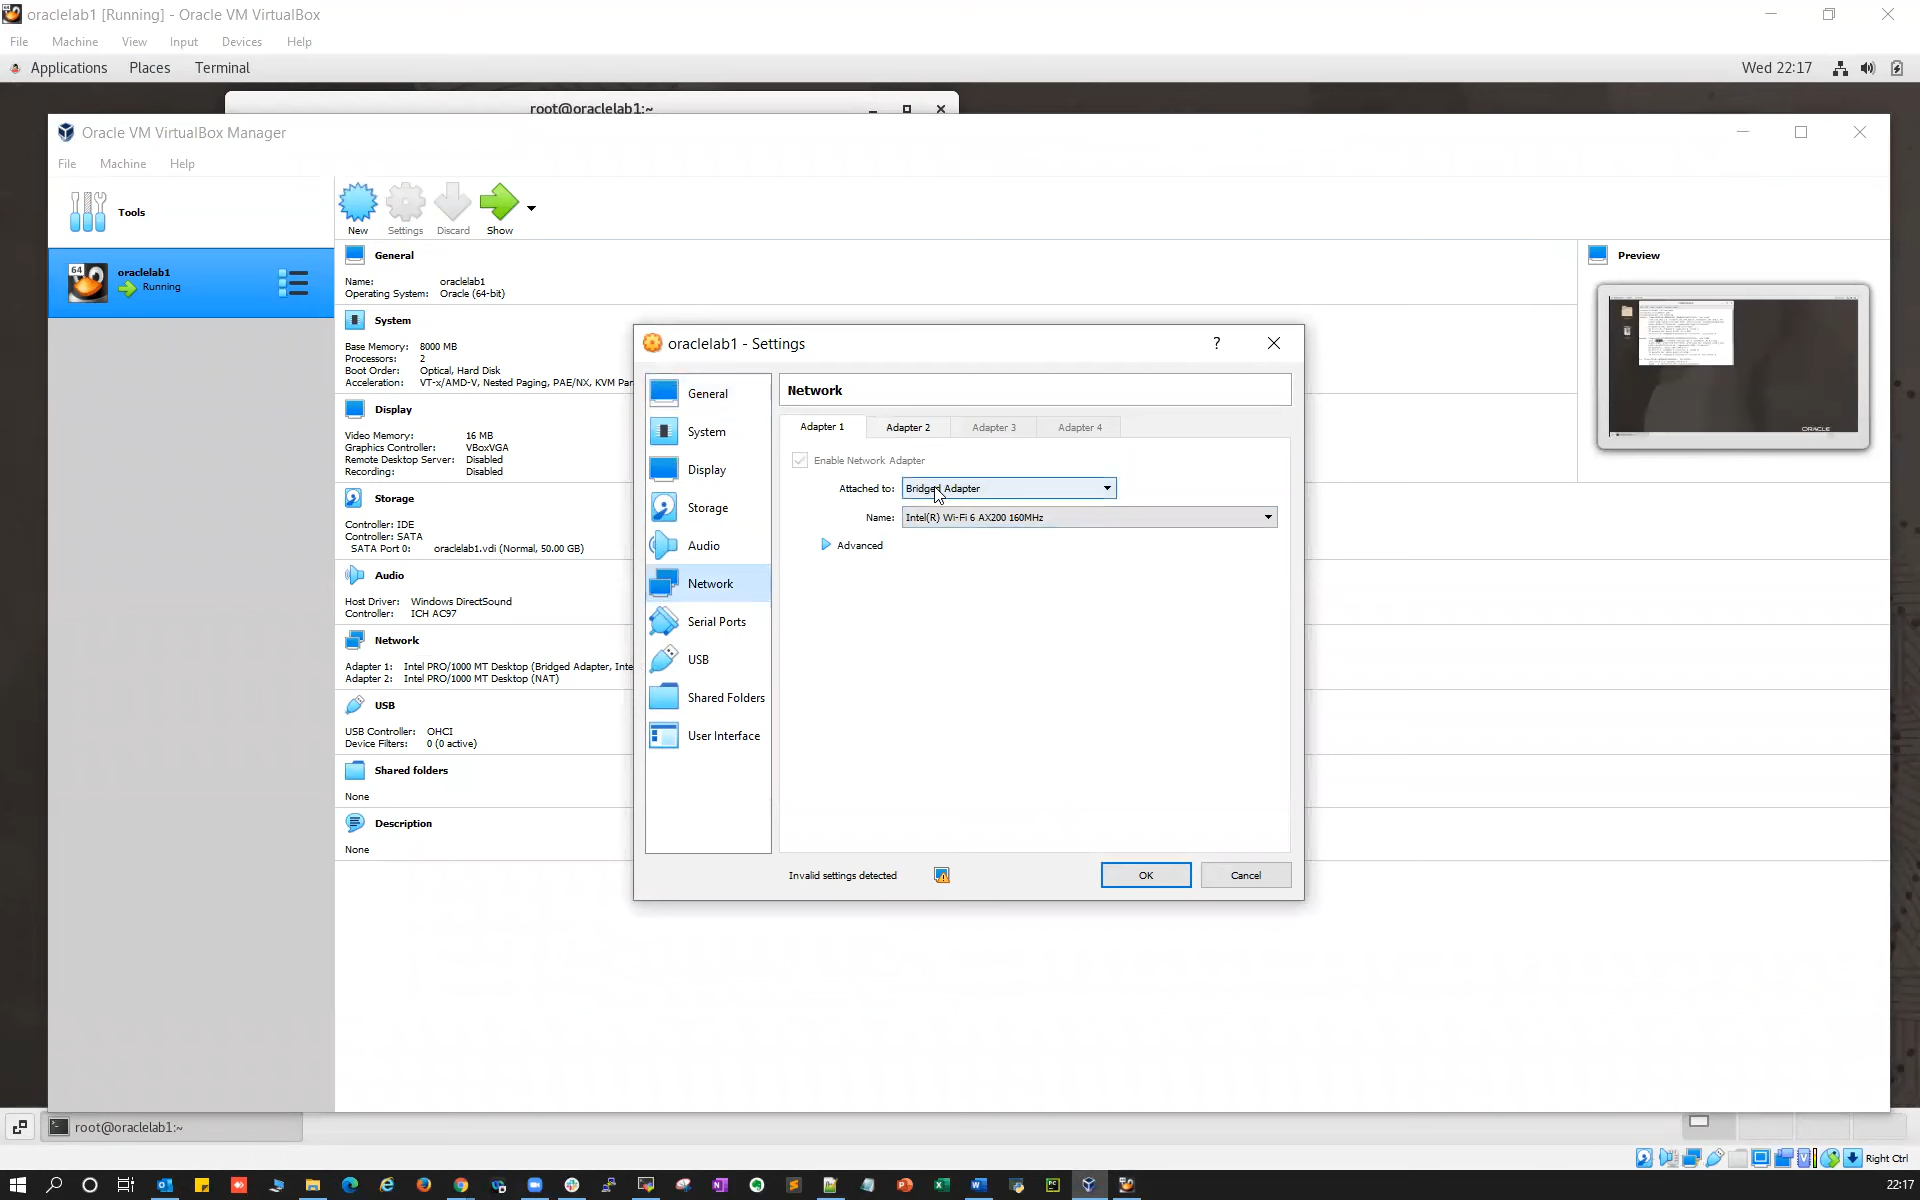 oraclelab1 [Running] - Oracle VM VirtualBox
File Machine View Input Devices Help
Applications Places Terminal Wed 22:17
root@oraclelab1:~
Oracle VM VirtualBox Manager
File Machine Help
Tools
New Settings Discard Show
64
oraclelab1
Running
General
Name: oraclelab1
Operating System: Oracle (64-bit)
System
Base Memory: 8000 MB
Processors: 2
Boot Order: Optical, Hard Disk
Acceleration: VT-x/AMD-V, Nested Paging, PAE/NX, KVM Par
Display
Video Memory: 16 MB
Graphics Controller: VBoxVGA
Remote Desktop Server: Disabled
Recording: Disabled
Storage
Controller: IDE
Controller: SATA
SATA Port 0: oraclelab1.vdi (Normal, 50.00 GB)
Audio
Host Driver: Windows DirectSound
Controller: ICH AC97
Network
Adapter 1: Intel PRO/1000 MT Desktop (Bridged Adapter, Inte
Adapter 2: Intel PRO/1000 MT Desktop (NAT)
USB
USB Controller: OHCI
Device Filters: 0 (0 active)
Shared folders
None
Description
None
Preview
ORACLE
oraclelab1 - Settings
?
General
System
Display
Storage
Audio
Network
Serial Ports
USB
Shared Folders
User Interface
Network
Adapter 1 Adapter 2 Adapter 3 Adapter 4
Enable Network Adapter
Attached to: Bridged Adapter
Name: Intel(R) Wi-Fi 6 AX200 160MHz
Advanced
Invalid settings detected
OK Cancel
root@oraclelab1:~
Right Ctrl
22:17